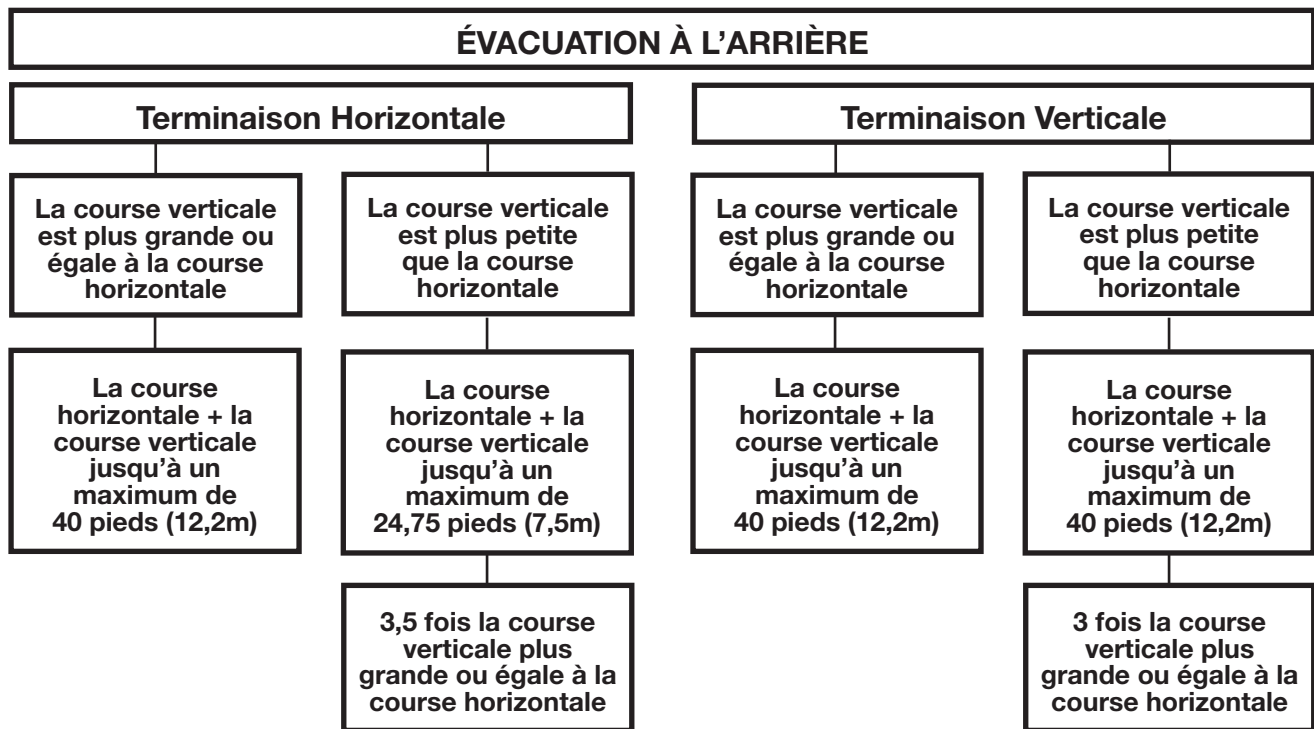 ÉVACUATION À L’ARRIÈRE
Terminaison Horizontale
La course verticale
est plus grande ou
égale à la course
horizontale
La course
horizontale + la
course verticale
jusqu’à un
maximum de
40 pieds (12,2m)
La course verticale
est plus petite
que la course
horizontale
La course
horizontale + la
course verticale
jusqu’à un
maximum de
24,75 pieds (7,5m)
3,5 fois la course
verticale plus
grande ou égale à la
course horizontale
Terminaison Verticale
La course verticale
est plus grande ou
égale à la course
horizontale
La course
horizontale + la
course verticale
jusqu’à un
maximum de
40 pieds (12,2m)
La course verticale
est plus petite
que la course
horizontale
La course
horizontale + la
course verticale
jusqu’à un
maximum de
40 pieds (12,2m)
3 fois la course
verticale plus
grande ou égale à la
course horizontale